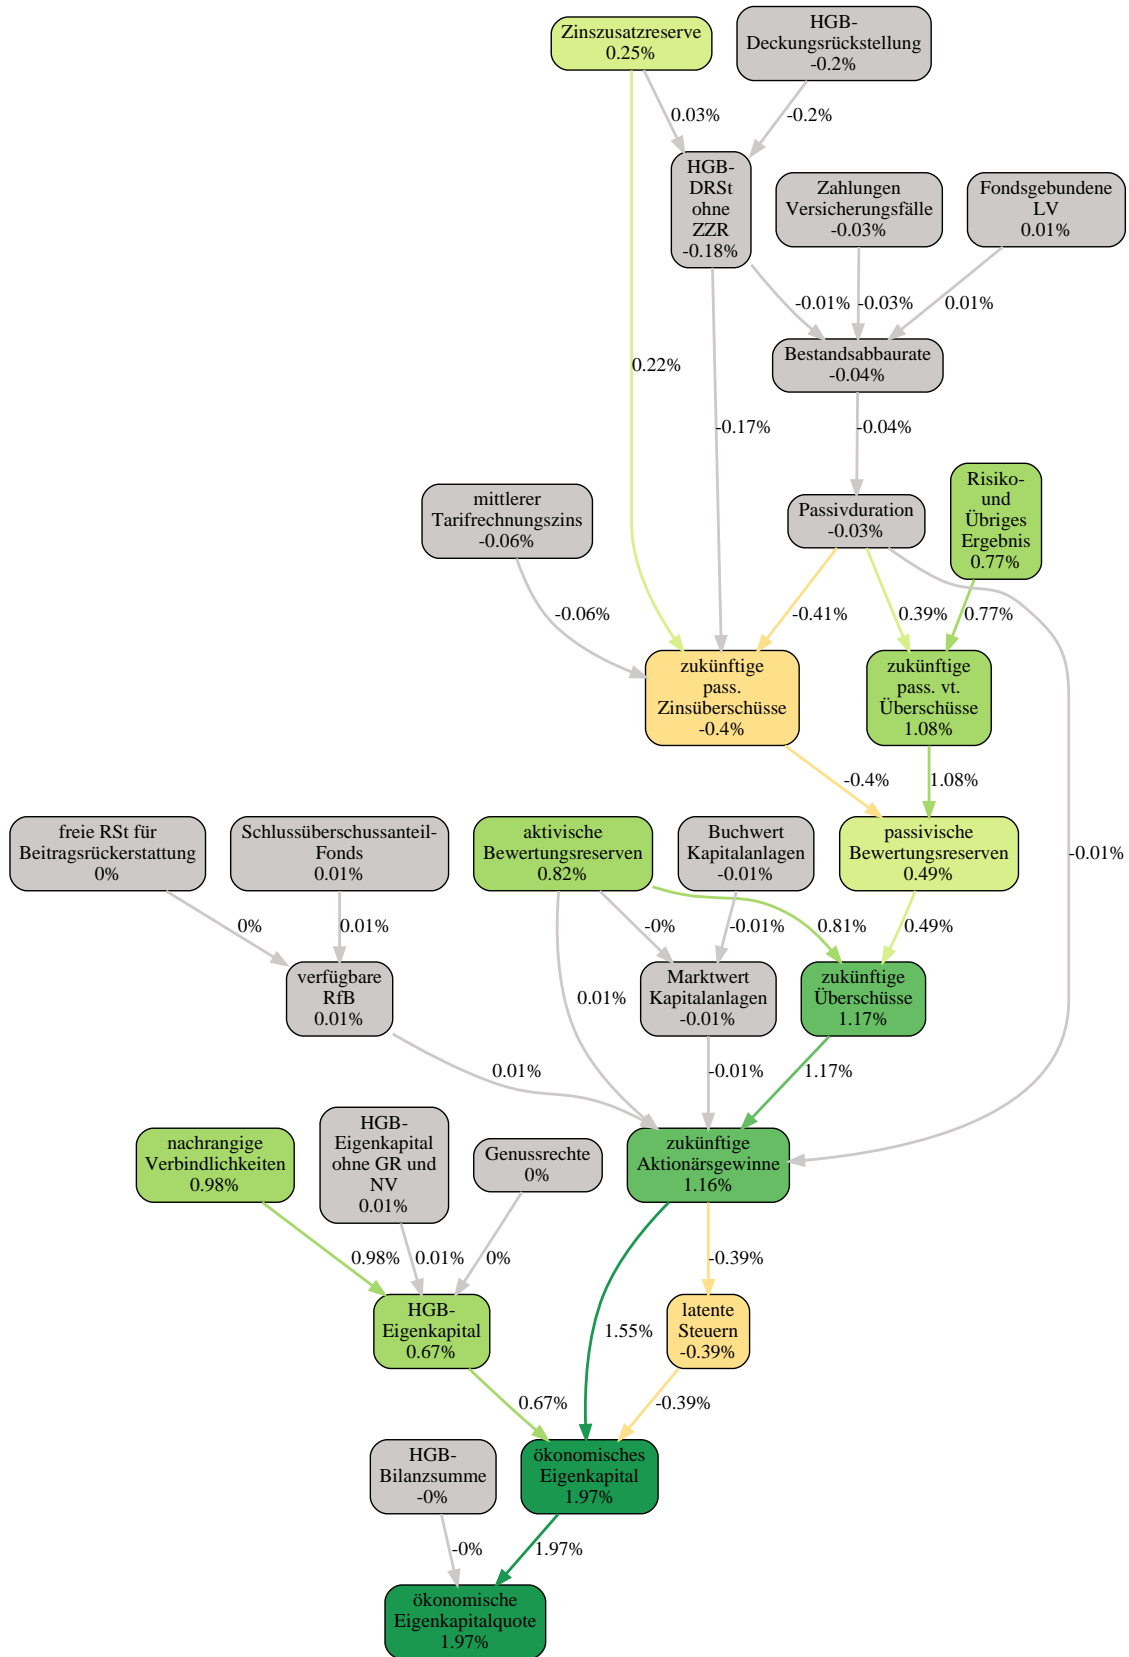 Zinszusatzreserve
0.25%
HGB-
Deckungsrückstellung
-0.2%
0.03%
-0.2%
HGB-
DRSt
ohne
ZZR
-0.18%
Zahlungen
Versicherungsfälle
-0.03%
Fondsgebundene
LV
0.01%
-0.01%
-0.03%
0.01%
Bestandsabbaurate
-0.04%
0.22%
-0.17%
-0.04%
mittlerer
Tarifrechnungszins
-0.06%
Passivduration
-0.03%
Risiko-
und
Übriges
Ergebnis
0.77%
-0.06%
-0.41%
0.39%
0.77%
zukünftige
pass.
Zinsüberschüsse
-0.4%
zukünftige
pass. vt.
Überschüsse
1.08%
-0.4%
1.08%
freie RSt für
Beitragsrückerstattung
0%
Schlussüberschussanteil-
Fonds
0.01%
aktivische
Bewertungsreserven
0.82%
Buchwert
Kapitalanlagen
-0.01%
passivische
Bewertungsreserven
0.49%
-0.01%
0%
0.01%
-0%
-0.01%
0.81%
0.49%
verfügbare
RfB
0.01%
0.01%
Marktwert
Kapitalanlagen
-0.01%
zukünftige
Überschüsse
1.17%
0.01%
-0.01%
1.17%
nachrangige
Verbindlichkeiten
0.98%
HGB-
Eigenkapital
ohne GR und
NV
0.01%
Genussrechte
0%
zukünftige
Aktionärsgewinne
1.16%
0.98%
0.01%
0%
-0.39%
HGB-
Eigenkapital
0.67%
1.55%
latente
Steuern
-0.39%
0.67%
-0.39%
HGB-
Bilanzsumme
-0%
ökonomisches
Eigenkapital
1.97%
-0%
1.97%
ökonomische
Eigenkapitalquote
1.97%